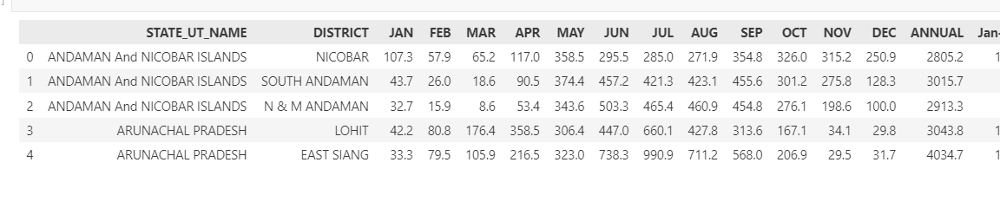 STATE_UT_NAME DISTRICT JAN FEB MAR APR MAY JUN JUL AUG SEP OCT NOV DEC ANNUAL Jan-
0 ANDAMAN And NICOBAR ISLANDS NICOBAR 107.3 57.9 65.2 117.0 358.5 295.5 285.0 271.9 354.8 326.0 315.2 250.9 2805.2 1
1 ANDAMAN And NICOBAR ISLANDS SOUTH ANDAMAN 43.7 26.0 18.6 90.5 374.4 457.2 421.3 423.1 455.6 301.2 275.8 128.3 3015.7
2 ANDAMAN And NICOBAR ISLANDS N & M ANDAMAN 32.7 15.9 8.6 53.4 343.6 503.3 465.4 460.9 454.8 276.1 198.6 100.0 2913.3
3 ARUNACHAL PRADESH LOHIT 42.2 80.8 176.4 358.5 306.4 447.0 660.1 427.8 313.6 167.1 34.1 29.8 3043.8 1
4 ARUNACHAL PRADESH EAST SIANG 33.3 79.5 105.9 216.5 323.0 738.3 990.9 711.2 568.0 206.9 29.5 31.7 4034.7 1